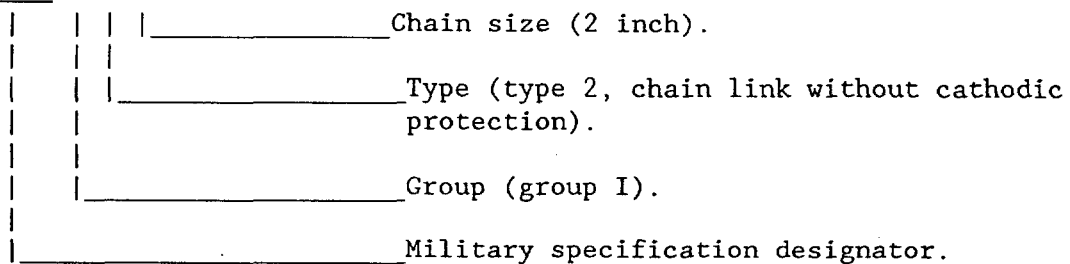 Chain size (2 inch).
Type (type 2, chain link without cathodic
protection).
Group (group I).
Military specification designator.